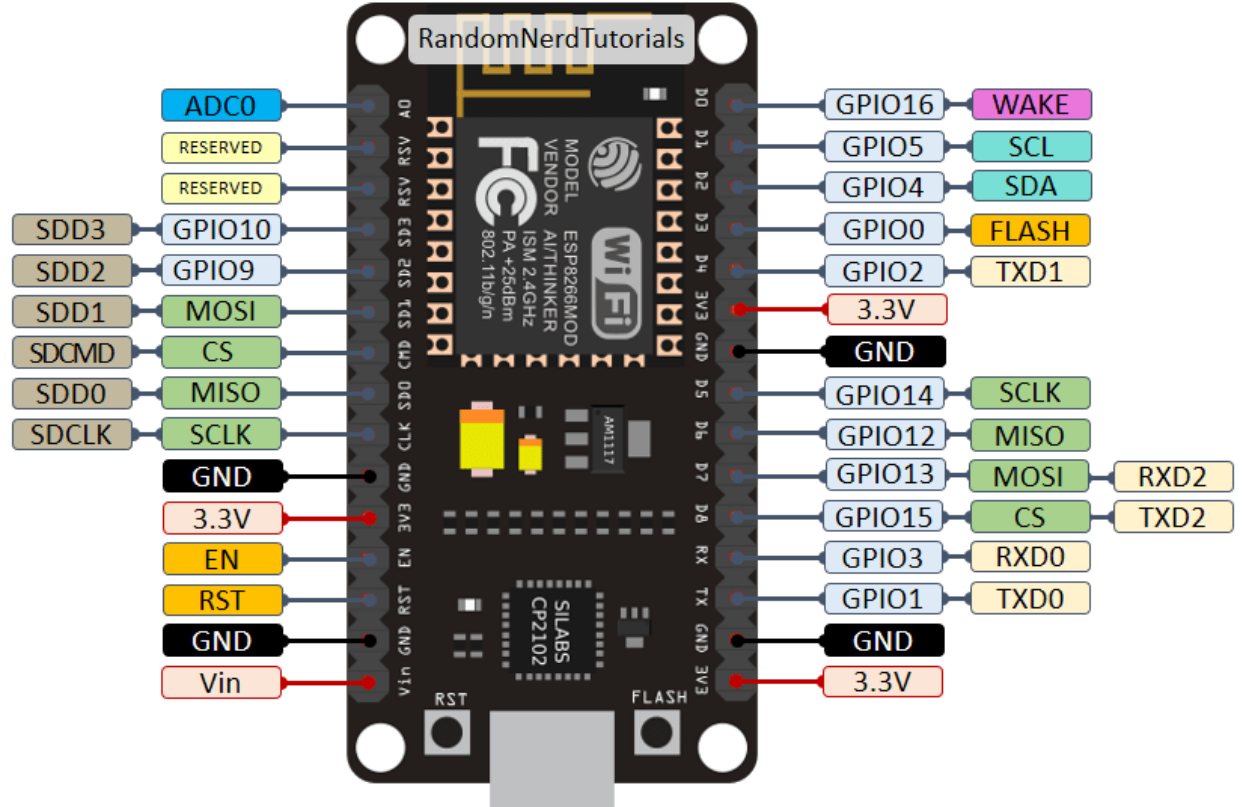 RandomNerdTutorials
ADC0
RESERVED
RESERVED
SDD3 GPIO10
SDD2 GPIO9
SDD1 MOSI
SDCMD CS
SDD0 MISO
SDCLK SCLK
GND
3.3V
EN
RST
GND
Vin
A0
RSV
RSV
SD3
SD2
SD1
CMD
SD0
CLK
GND
3V3
EN
RST
GND
Vin
MODEL
VENDOR
ESP8266MOD
AI/THINKER
ISM 2.4GHz
PA +25dBm
802.11b/g/n
FC
WiFi
AM1117
SILABS
CP2102
RST
FLASH
D0
D1
D2
D3
D4
3V3
GND
D5
D6
D7
D8
RX
TX
GND
3V3
GPIO16 WAKE
GPIO5 SCL
GPIO4 SDA
GPIO0 FLASH
GPIO2 TXD1
3.3V
GND
GPIO14 SCLK
GPIO12 MISO
GPIO13 MOSI RXD2
GPIO15 CS TXD2
GPIO3 RXD0
GPIO1 TXD0
GND
3.3V